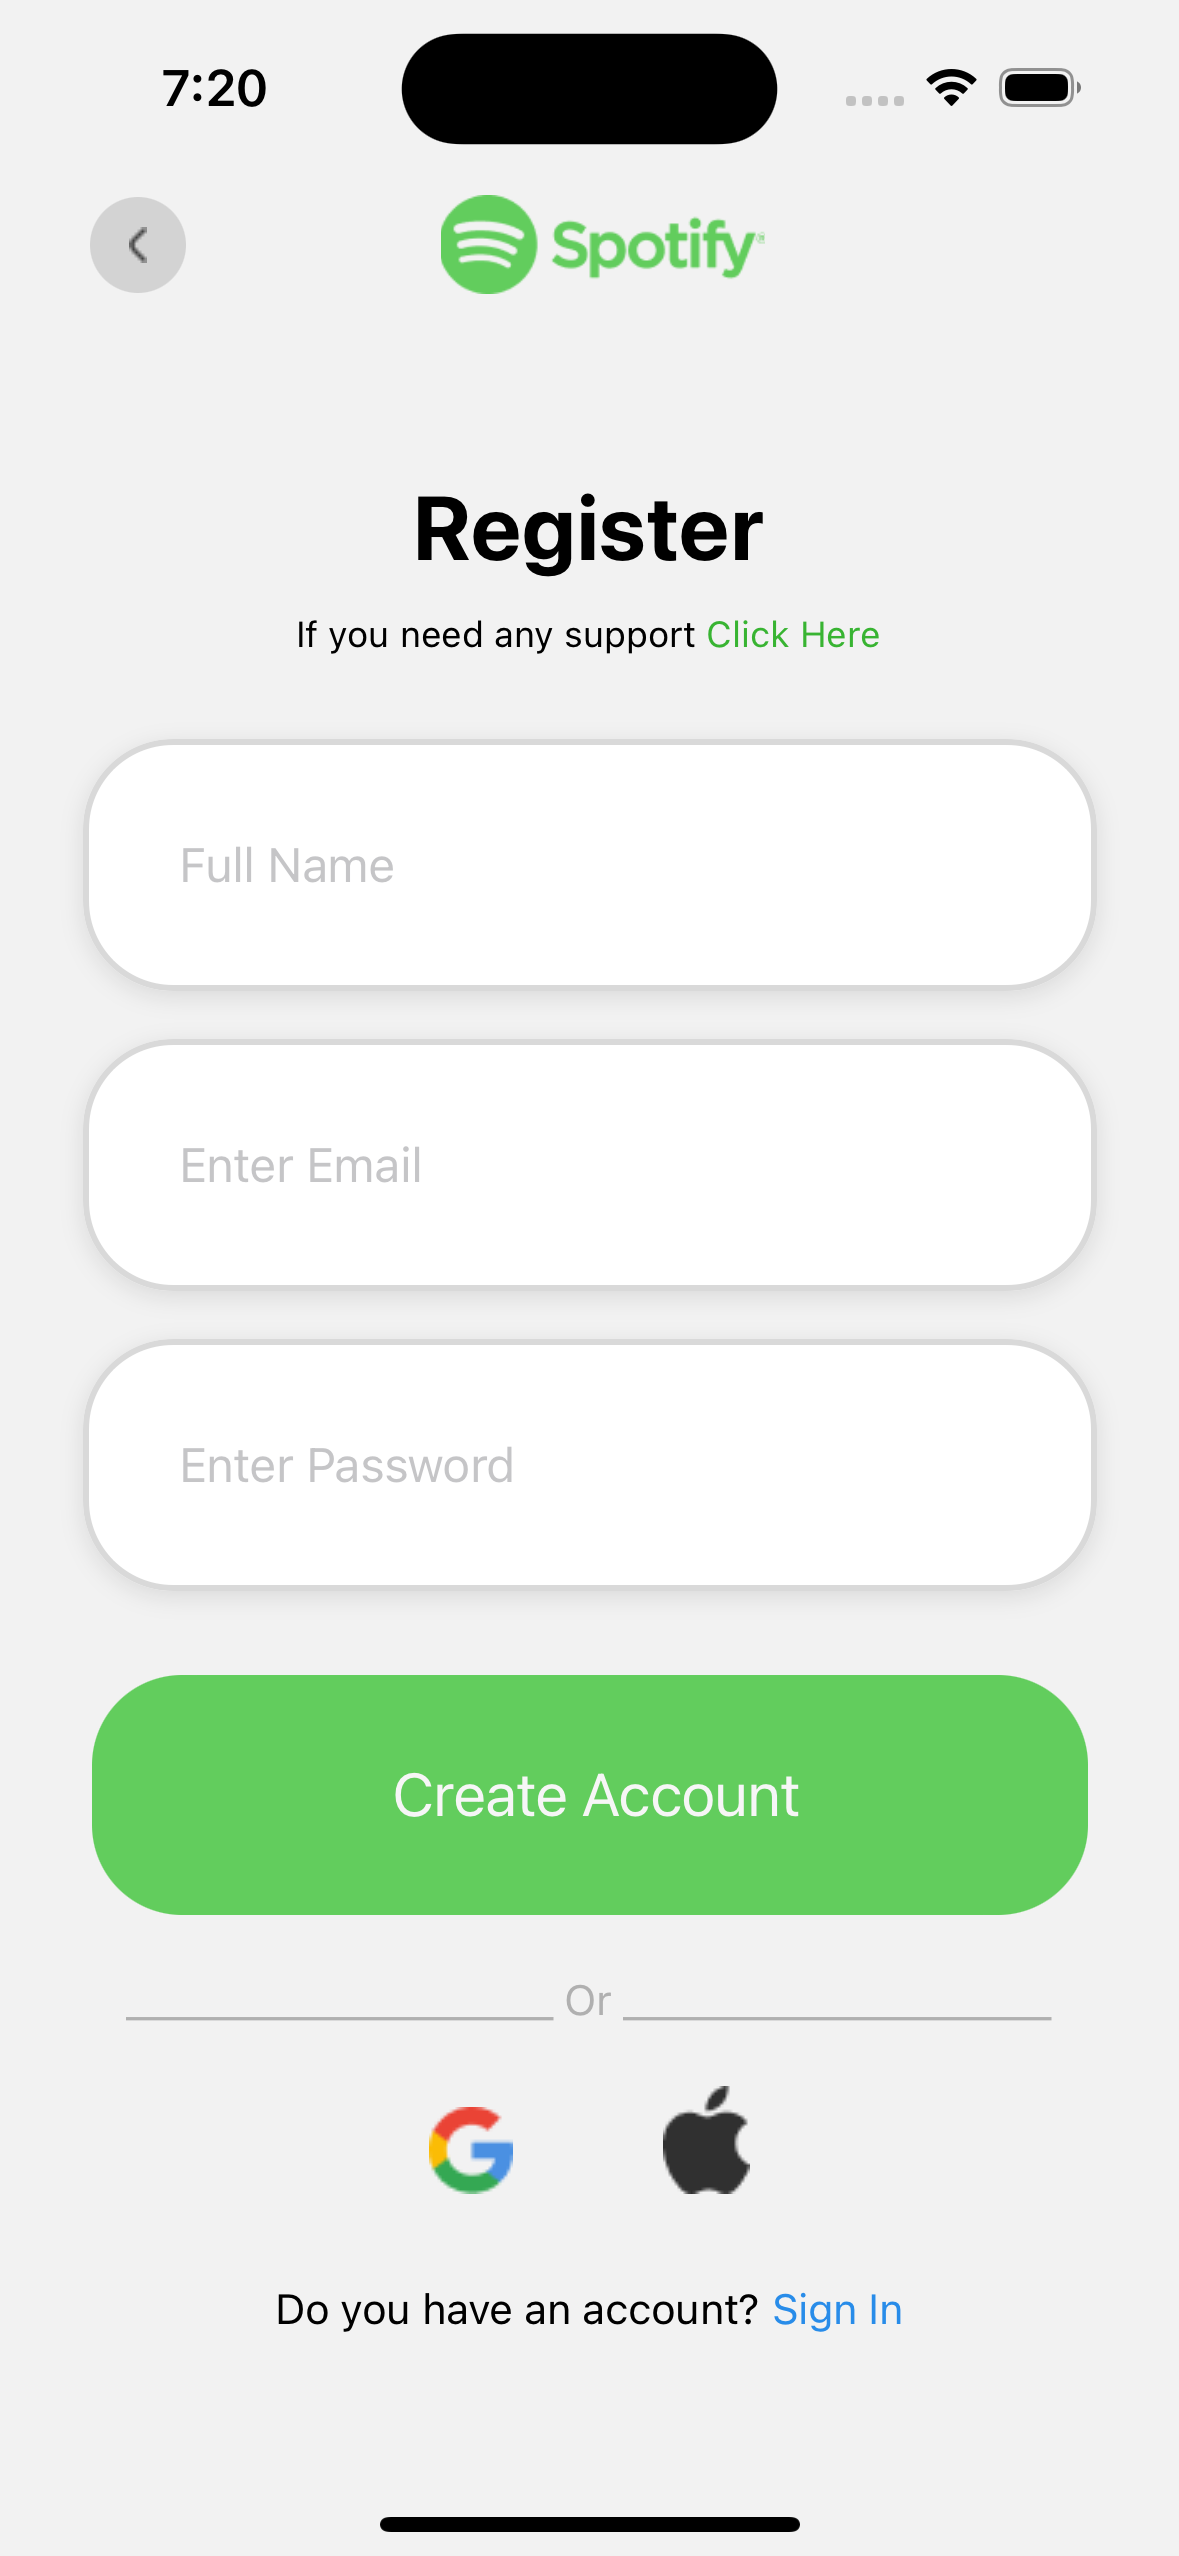 7:20
Spotify
Register
If you need any support Click Here
Full Name
Enter Email
Enter Password
Create Account
Or
Do you have an account? Sign In